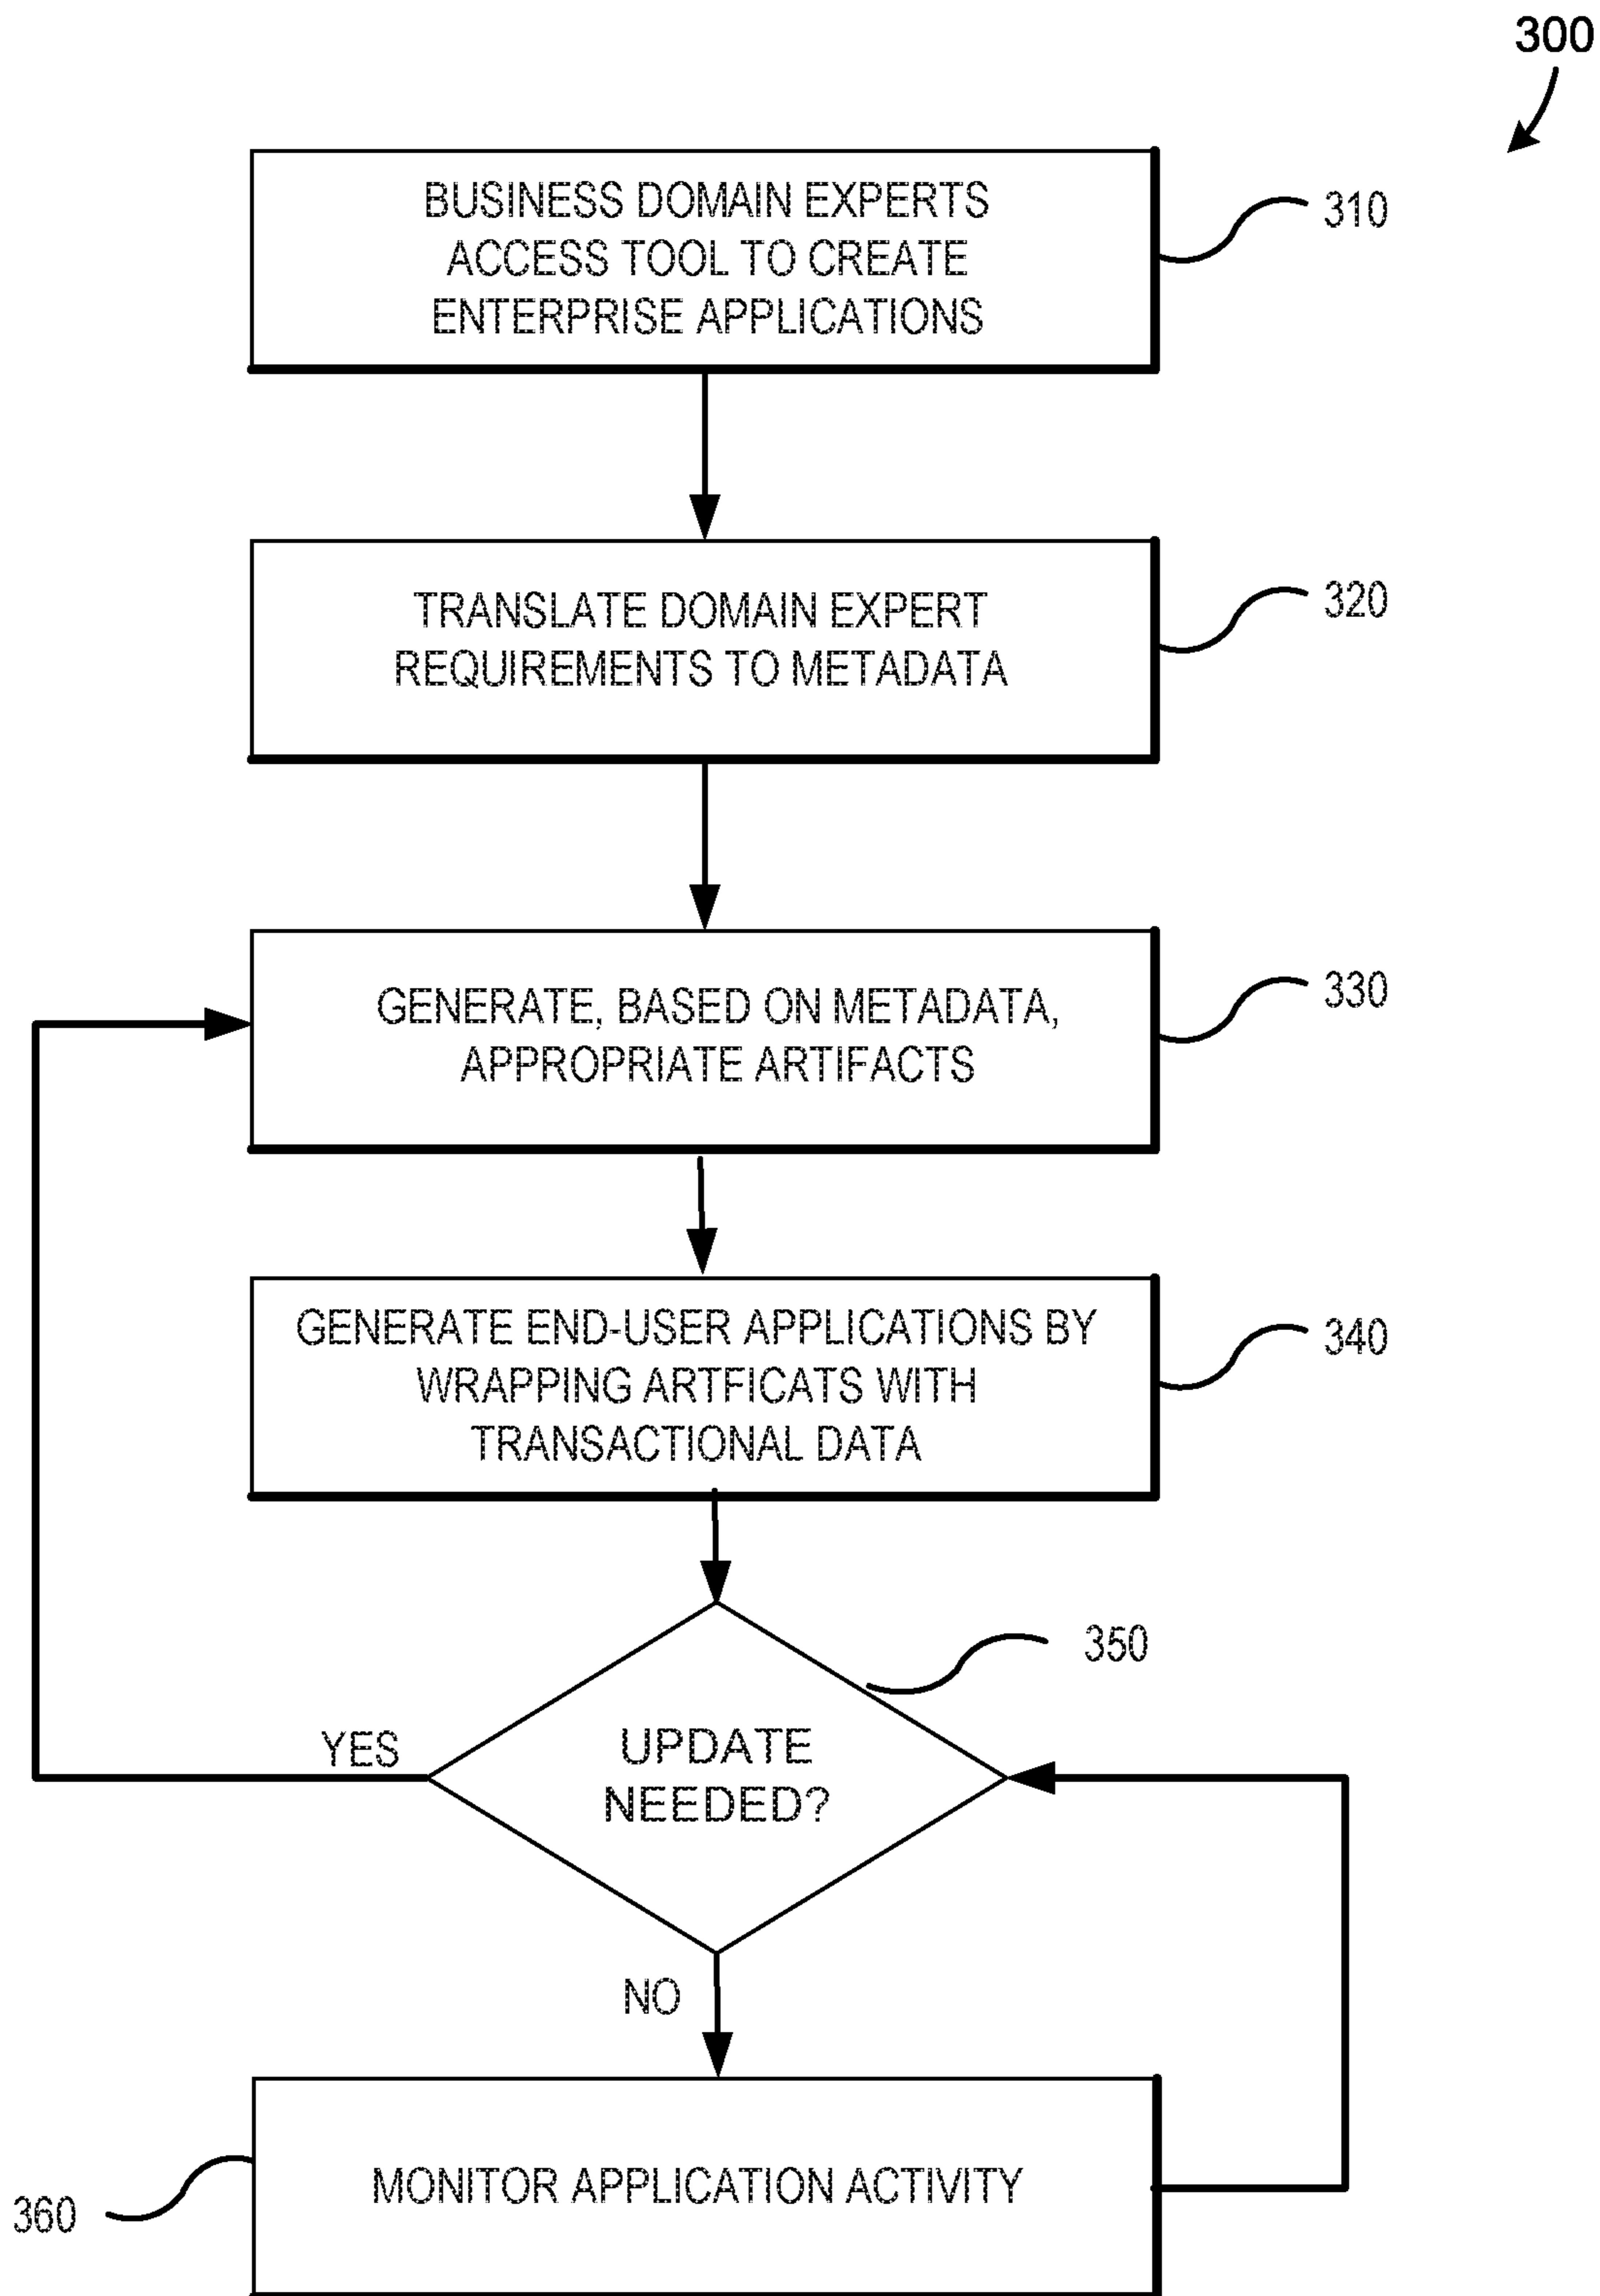 300
BUSINESS DOMAIN EXPERTS
ACCESS TOOL TO CREATE
ENTERPRISE APPLICATIONS
310
TRANSLATE DOMAIN EXPERT
REQUIREMENTS TO METADATA
320
GENERATE, BASED ON METADATA,
APPROPRIATE ARTIFACTS
330
GENERATE END-USER APPLICATIONS BY
WRAPPING ARTFICATS WITH
TRANSACTIONAL DATA
340
350
YES
UPDATE
NEEDED?
NO
MONITOR APPLICATION ACTIVITY
360